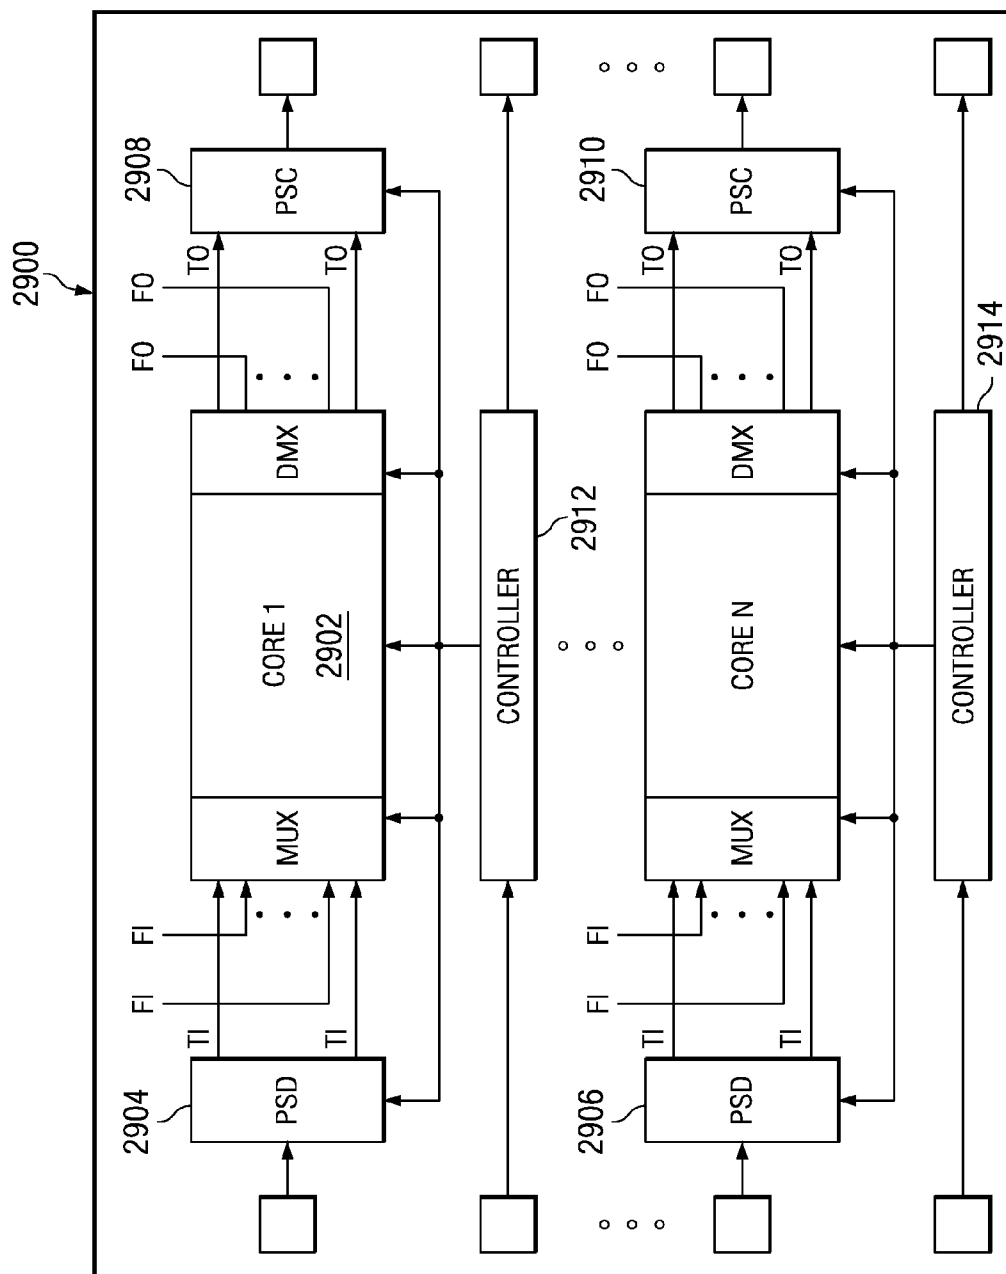 2900
2904
PSD
TI
TI
FI
FI
MUX
CORE 1
2902
DMX
FO
FO
TO
TO
2908
PSC
CONTROLLER
2912
2906
PSD
TI
TI
FI
FI
MUX
CORE N
DMX
FO
FO
TO
TO
2910
PSC
CONTROLLER
2914